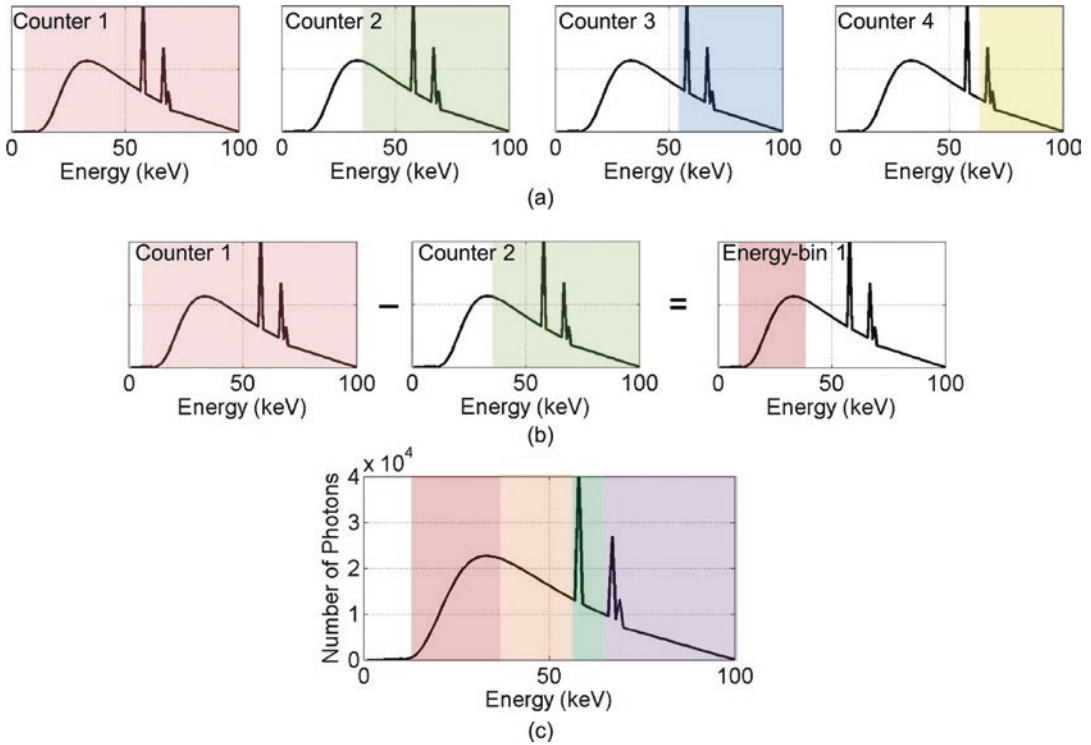 Counter 1
Counter 2
Counter 3
Counter 4
0 50 100
0 50 100
0 50 100
0 50 100
Energy (keV)
Energy (keV)
Energy (keV)
Energy (keV)
(a)
Counter 1
–
Counter 2
=
Energy-bin 1
0 50 100
0 50 100
0 50 100
Energy (keV)
Energy (keV)
Energy (keV)
(b)
x 10⁴
Number of Photons
4
3
2
1
0
0 50 100
Energy (keV)
(c)